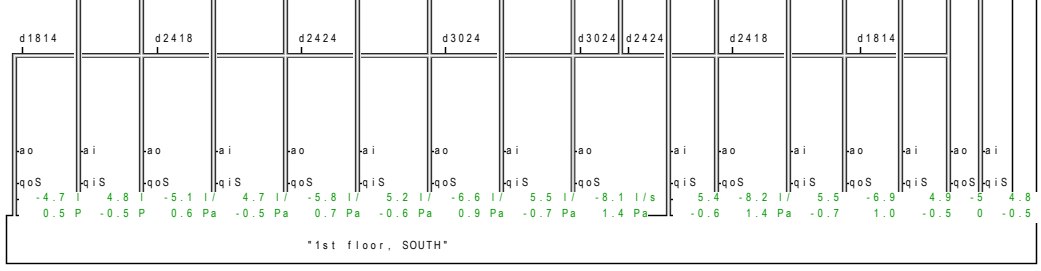 d1814 d2418 d2424 d3024 d3024 d2424 d2418 d1814
ao ai ao ai ao ai ao ai ao ai ao ai ao ai ao ai
qoS qiS qoS qiS qoS qiS qoS qiS qoS qiS qoS qiS qoS qiS qoS qiS
-4.7 l 4.8 l -5.1 l/ 4.7 l/ -5.8 l/ 5.2 l/ -6.6 l/ 5.5 l/ -8.1 l/s 5.4 -8.2 l/ 5.5 -6.9 4.9 -5 4.8
0.5 P -0.5 P 0.6 Pa -0.5 Pa 0.7 Pa -0.6 Pa 0.9 Pa -0.7 Pa 1.4 Pa -0.6 1.4 Pa -0.7 1.0 -0.5 0 -0.5
"1st floor, SOUTH"